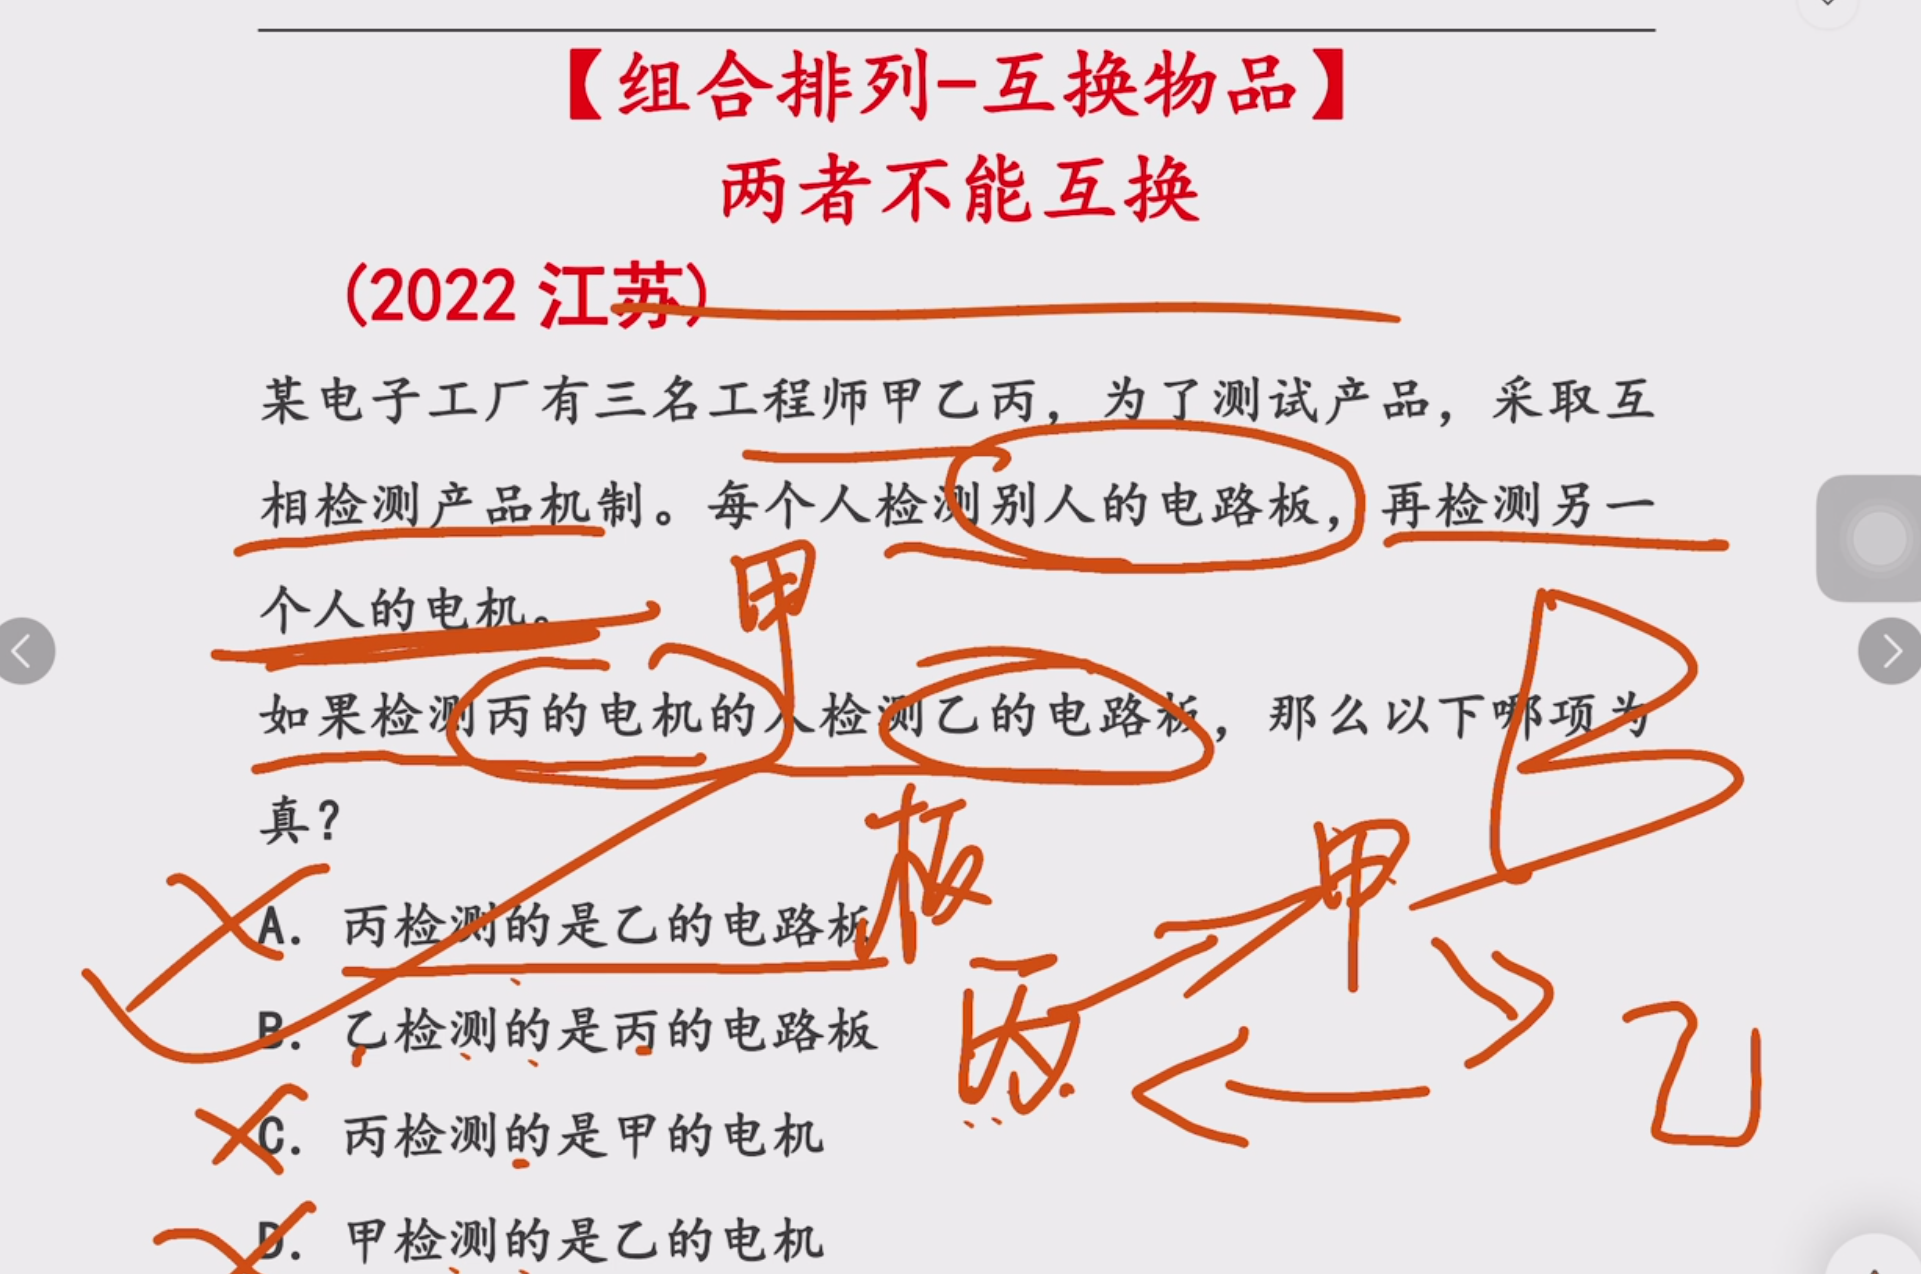 【组合排列-互换物品】
两者不能互换
(2022 江苏)
某电子工厂有三名工程师甲乙丙，为了测试产品，采取互
相检测产品机制。每个人检测别人的电路板，再检测另一
个人的电机。
甲
如果检测丙的电机的人检测乙的电路板，那么以下哪项为
B
真?
板
甲
A. 丙检测的是乙的电路板
丙
乙
B. 乙检测的是丙的电路板
C. 丙检测的是甲的电机
D. 甲检测的是乙的电机